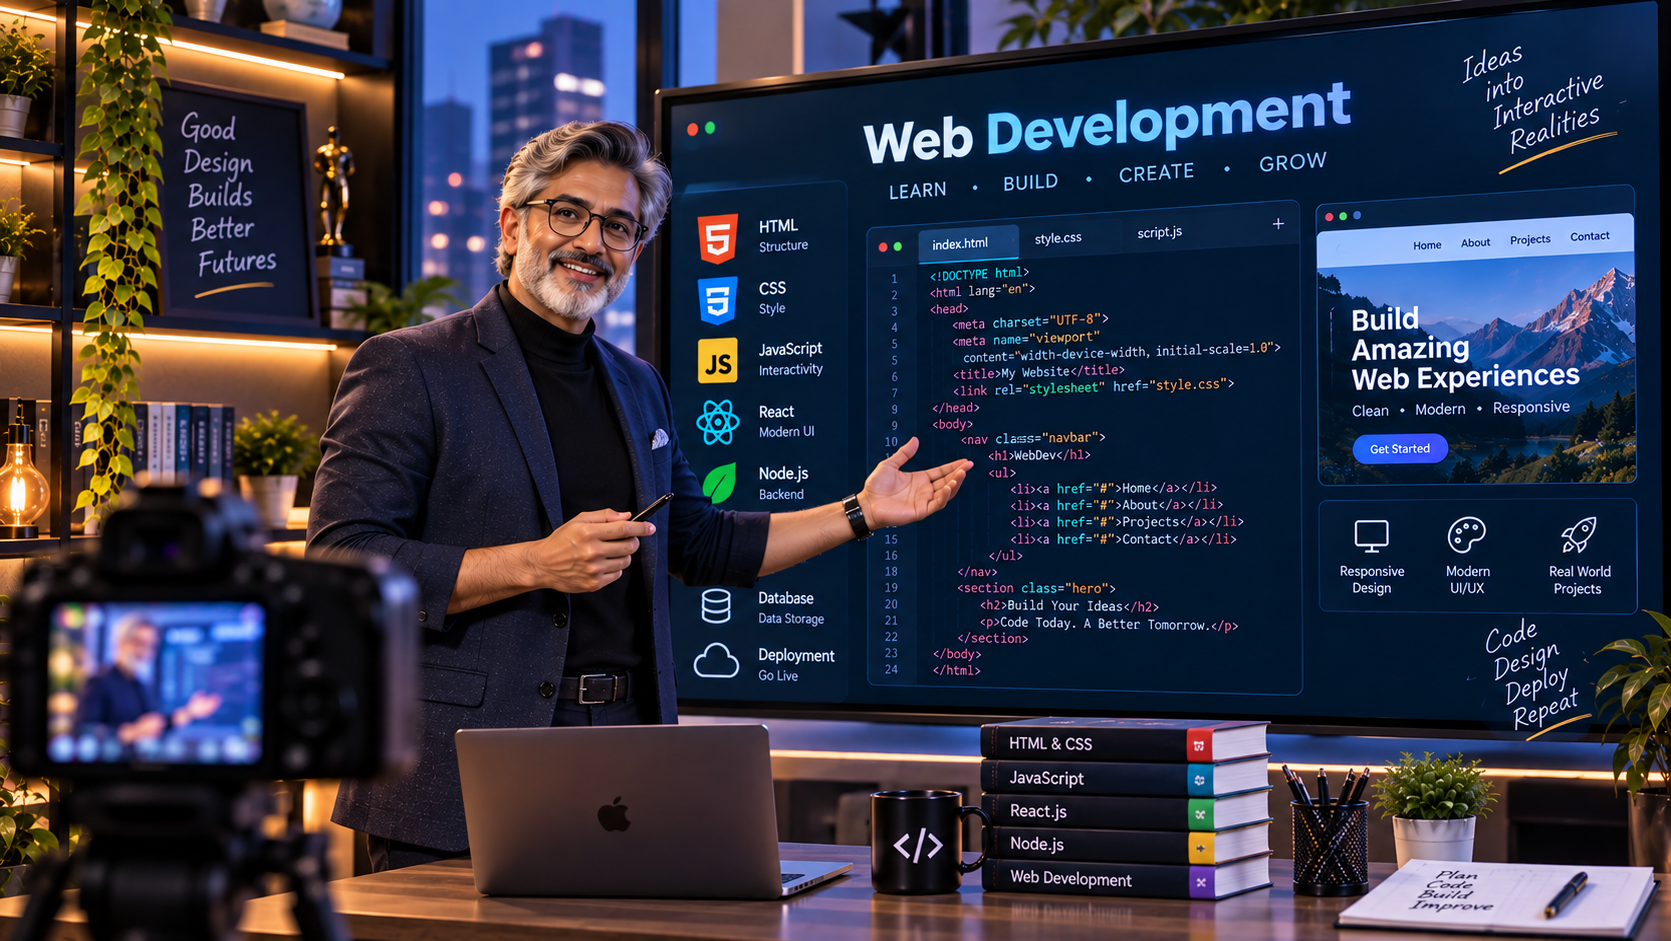 Good
Design
Builds
Better
Futures
Web Development
LEARN • BUILD • CREATE • GROW
Ideas
into
Interactive
Realities
HTML
Structure
CSS
Style
JS
JavaScript
Interactivity
React
Modern UI
Node.js
Backend
Database
Data Storage
Deployment
Go Live
index.html
style.css
script.js
+
1 <!DOCTYPE html>
2 <html lang="en">
3 <head>
4 <meta charset="UTF-8">
5 <meta name="viewport"
5 content="width-device-width, initial-scale=1.0">
6 <title>My Website</title>
7 <link rel="stylesheet" href="style.css">
9 </head>
9 <body>
10 <nav class="navbar">
<h1>WebDev</h1>
<ul>
<li><a href="#">Home</a></li>
<li><a href="#">About</a></li>
<li><a href="#">Projects</a></li>
15 <li><a href="#">Contact</a></li>
16 </ul>
18 </nav>
19 <section class="hero">
20 <h2>Build Your Ideas</h2>
21 <p>Code Today. A Better Tomorrow.</p>
22 </section>
23 </body>
24 </html>
Home About Projects Contact
Build
Amazing
Web Experiences
Clean • Modern • Responsive
Get Started
Responsive
Design
Modern
UI/UX
Real World
Projects
Code
Design
Deploy
Repeat
</>
HTML & CSS
JavaScript
React.js
Node.js
Web Development
Plan
Code
Build
Improve